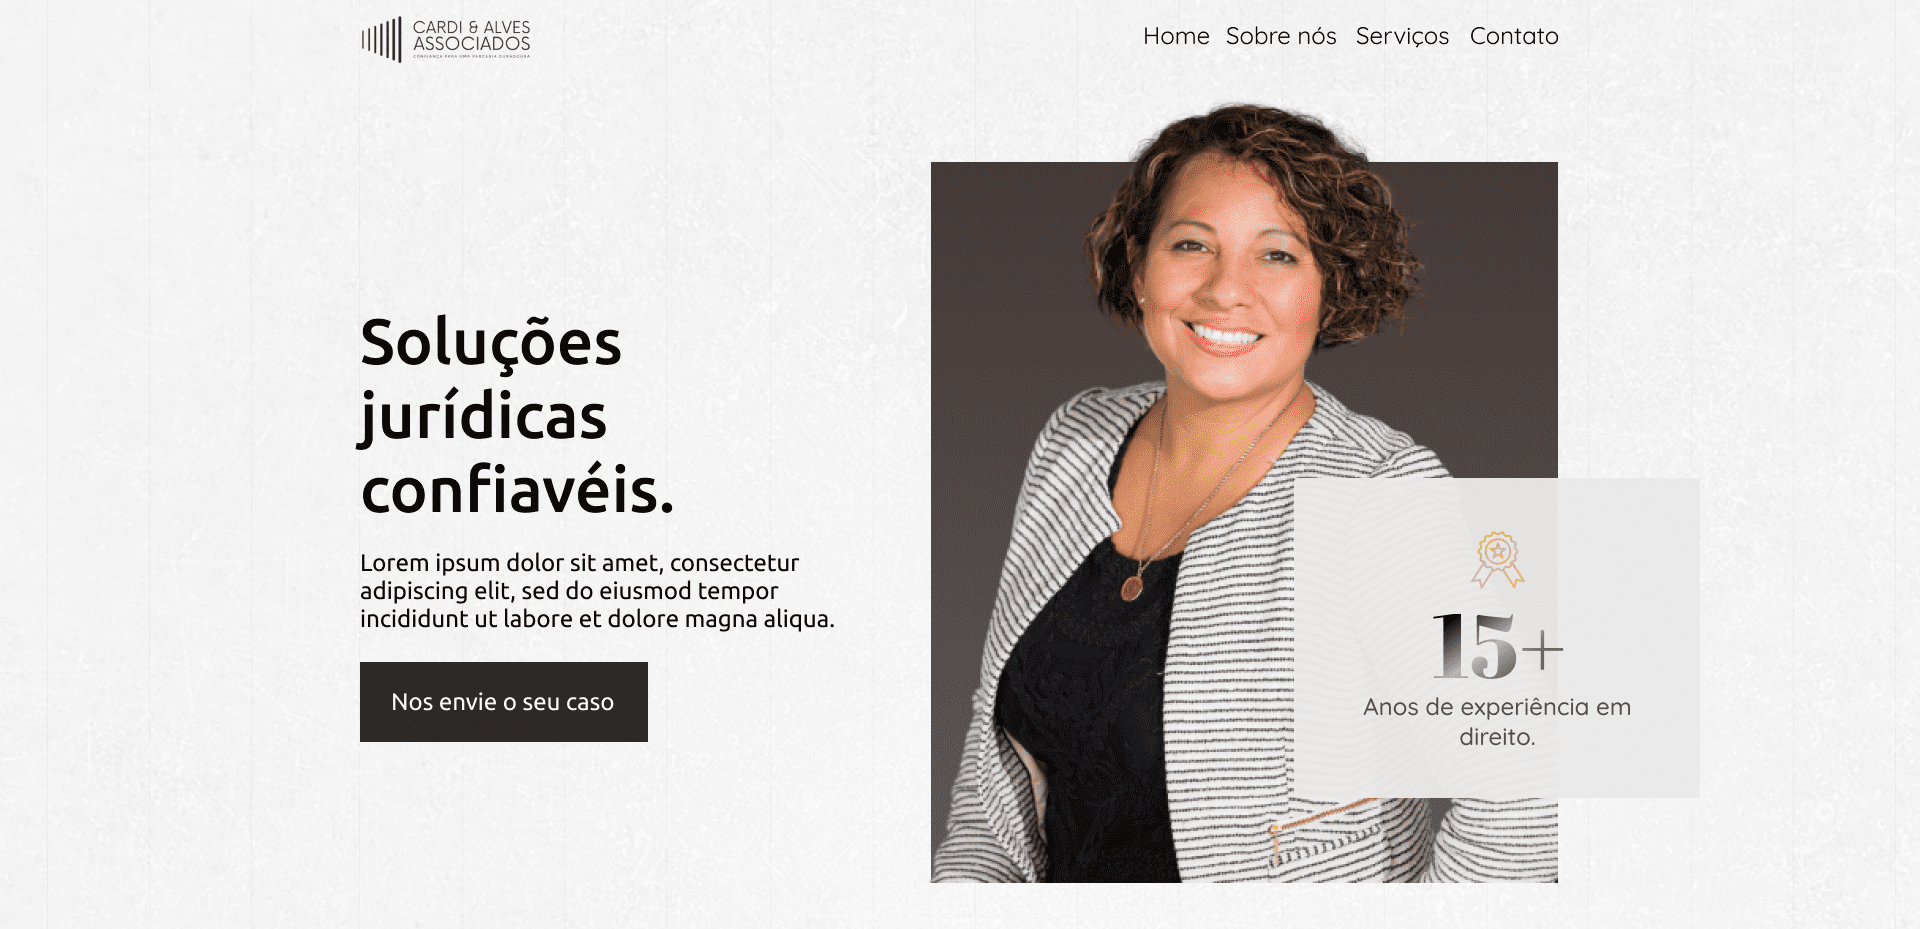 CARDI & ALVES
ASSOCIADOS
CONFIANÇA PARA UMA PARCERIA DURADOURA
Home Sobre nós Serviços Contato
Soluções
jurídicas
confiavéis.
Lorem ipsum dolor sit amet, consectetur
adipiscing elit, sed do eiusmod tempor
incididunt ut labore et dolore magna aliqua.
Nos envie o seu caso
15+
Anos de experiência em
direito.